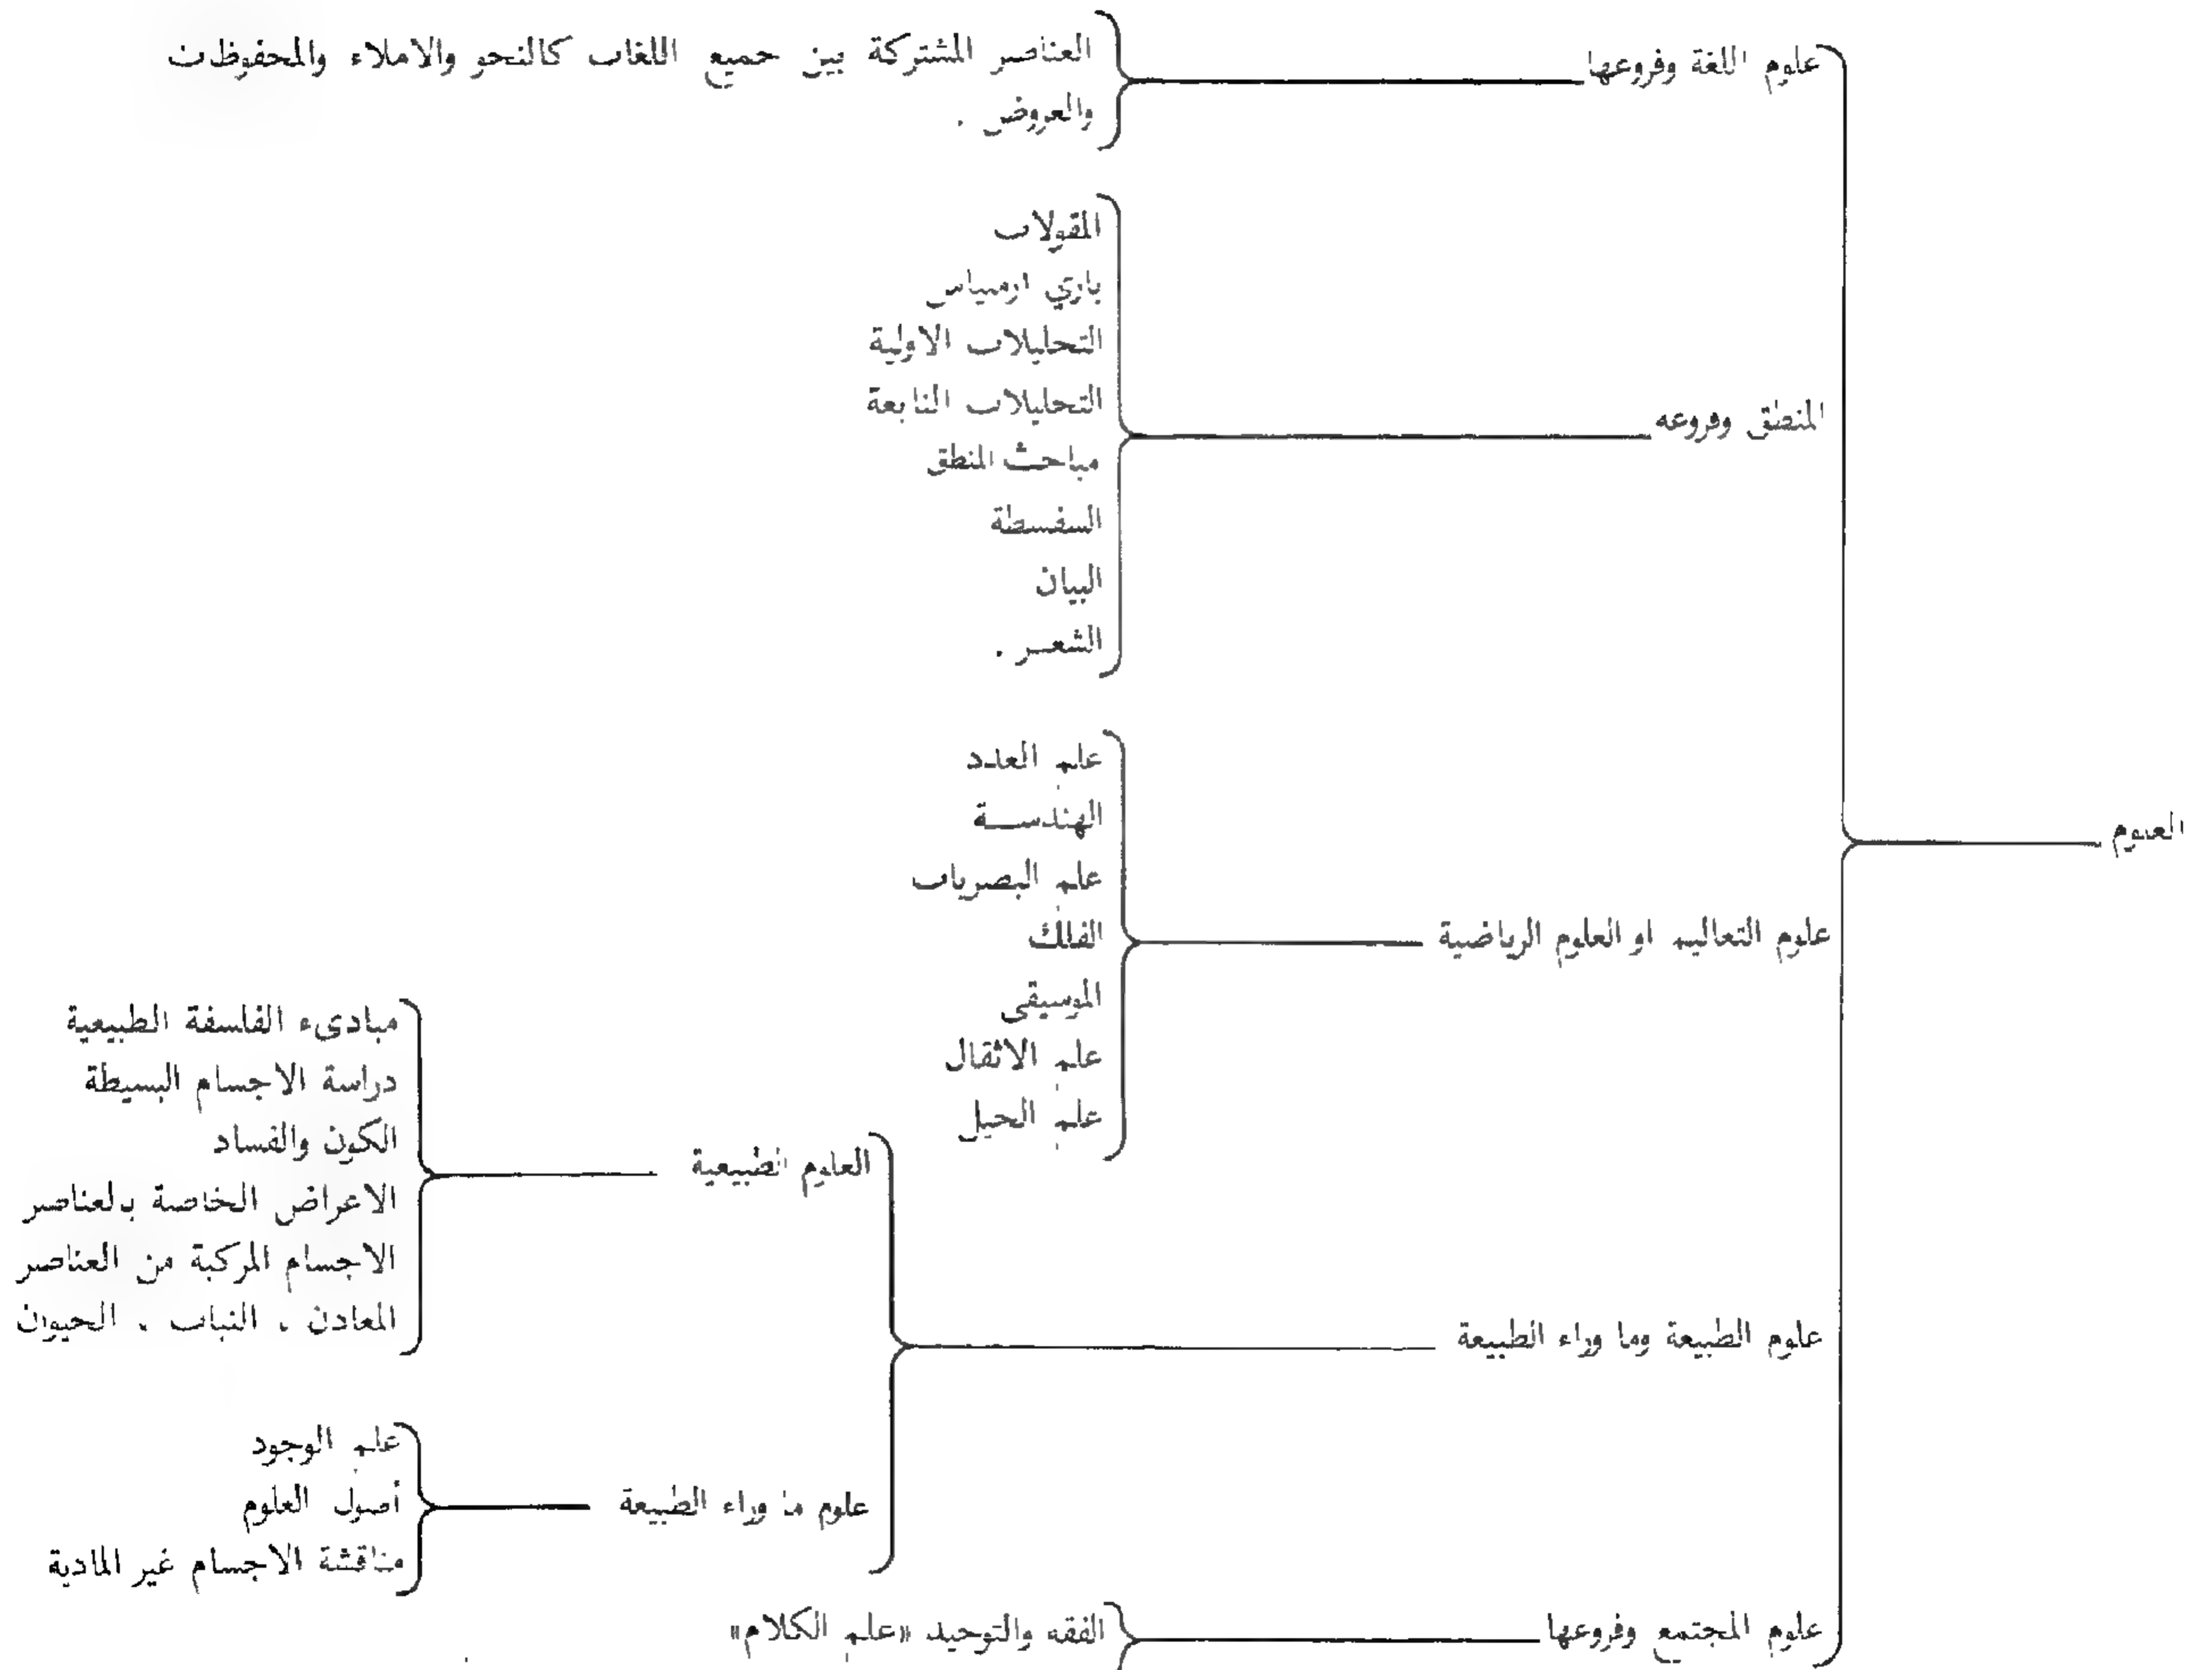 العلوم
علوم اللغة وفروعها
العناصر المشتركة بين جميع اللغات كالنحو والاملاء والمحفوظات
والعروض .
المنطق وفروعه
المقولات
باري ارمسياس
التحليلات الاولية
التحليلات التابعة
مباحث المنطق
السفسطة
البيان
الشعر .
علوم التعاليم او العلوم الرياضية
علم العدد
الهندسة
علم البصريات
الفلك
الموسيقى
علم الاثقال
علم الحيل
علوم الطبيعة وما وراء الطبيعة
العلوم الطبيعية
مبادىء الفلسفة الطبيعية
دراسة الاجسام البسيطة
الكون والفساد
الاعراض الخاصة بالعناصر
الاجسام المركبة من العناصر
المعادن ، النبات ، الحيوان
علوم ما وراء الطبيعة
علم الوجود
أصول العلوم
مناقشة الاجسام غير المادية
علوم المجتمع وفروعها
الفقه والتوحيد «علم الكلام»